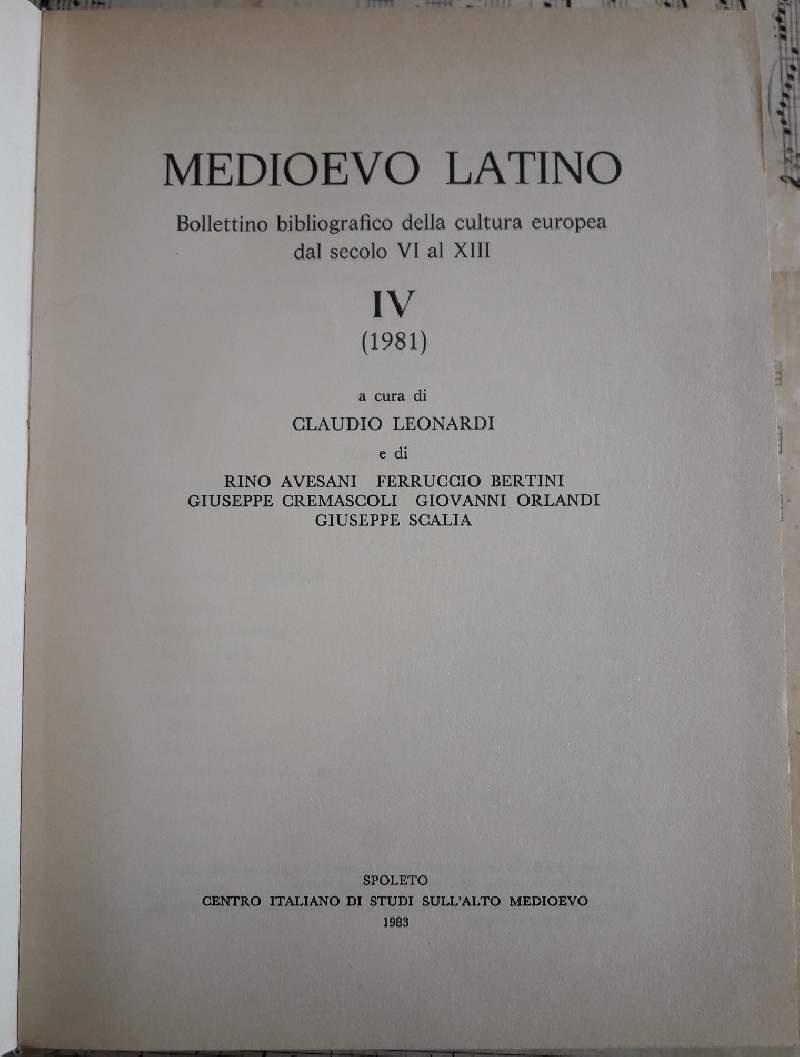 MEDIOEVO LATINO
Bollettino bibliografico della cultura europea
dal secolo VI al XIII
IV
(1981)
a cura di
CLAUDIO LEONARDI
e di
RINO AVESANI FERRUCCIO BERTINI
GIUSEPPE CREMASCOLI GIOVANNI ORLANDI
GIUSEPPE SCALIA
SPOLETO
CENTRO ITALIANO DI STUDI SULL'ALTO MEDIOEVO
1983